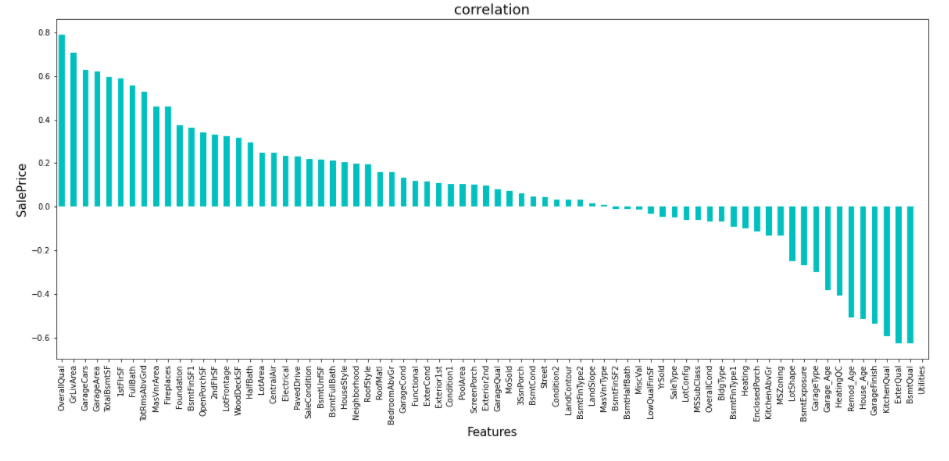 correlation
SalePrice
0.8
0.6
0.4
0.2
0.0
−0.2
−0.4
−0.6
OverallQual
GrLivArea
GarageCars
GarageArea
TotalBsmtSF
1stFlrSF
FullBath
TotRmsAbvGrd
MasVnrArea
Fireplaces
Foundation
BsmtFinSF1
OpenPorchSF
2ndFlrSF
LotFrontage
WoodDeckSF
HalfBath
LotArea
CentralAir
Electrical
PavedDrive
SaleCondition
BsmtUnfSF
BsmtFullBath
HouseStyle
Neighborhood
RoofStyle
RoofMatl
BedroomAbvGr
GarageCond
Functional
ExterCond
Exterior1st
Condition1
PoolArea
ScreenPorch
Exterior2nd
GarageQual
MoSold
3SsnPorch
BsmtCond
Street
Condition2
LandContour
BsmtFinType2
LandSlope
MasVnrType
BsmtFinSF2
BsmtHalfBath
MiscVal
LowQualFinSF
YrSold
SaleType
LotConfig
MSSubClass
OverallCond
BldgType
BsmtFinType1
Heating
EnclosedPorch
KitchenAbvGr
MSZoning
LotShape
BsmtExposure
GarageType
Garage_Age
HeatingQC
Remod_Age
House_Age
GarageFinish
KitchenQual
ExterQual
BsmtQual
Utilities
Features